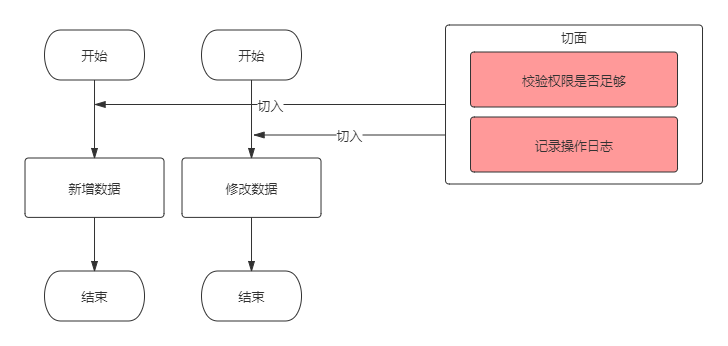 开始
开始
切面
校验权限是否足够
切入
切入
记录操作日志
新增数据
修改数据
结束
结束